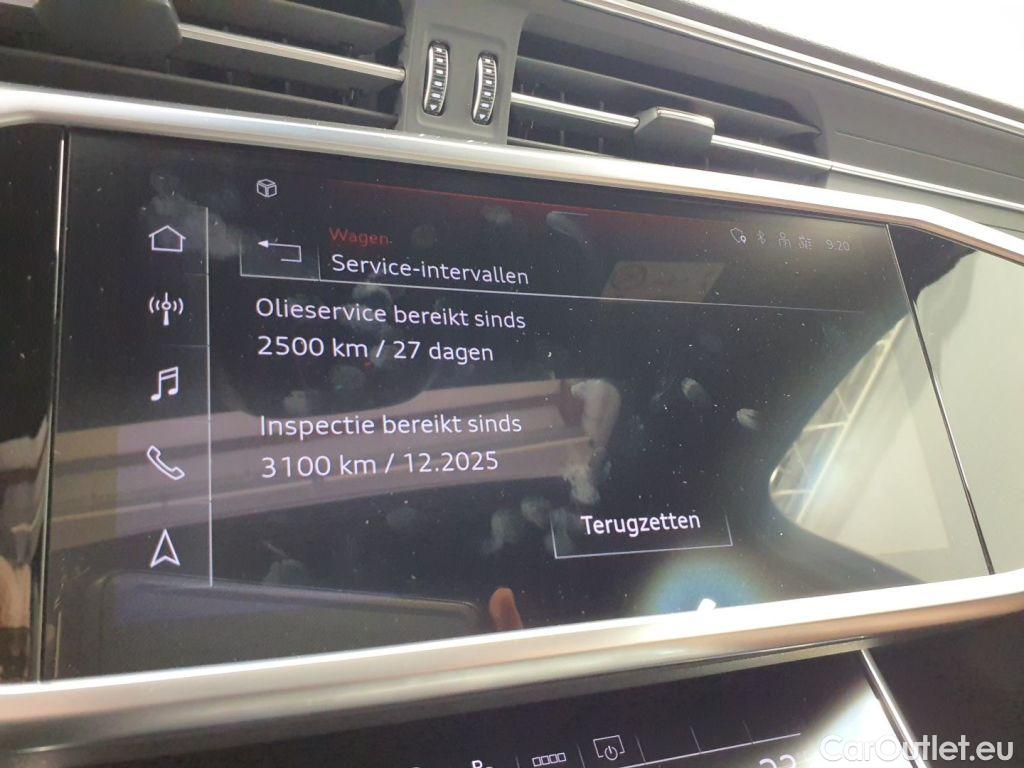 Wagen
Service-intervallen
9:20
Olieservice bereikt sinds
2500 km / 27 dagen
Inspectie bereikt sinds
3100 km / 12.2025
Terugzetten
CarOutlet.eu